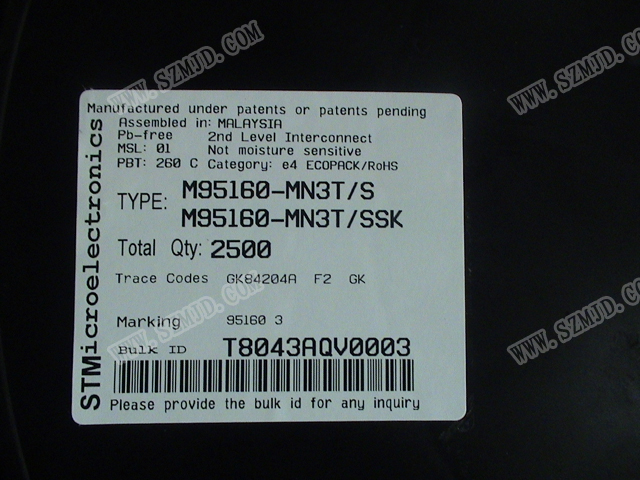 Manufactured under patents or patents pending
Assembled in: MALAYSIA
Pb-free 2nd Level Interconnect
MSL: 01 Not moisture sensitive
PBT: 260 C Category: e4 ECOPACK/RoHS
TYPE: M95160-MN3T/S
M95160-MN3T/SSK
Total Qty: 2500
Trace Codes GK84204A F2 GK
Marking 95160 3
Bulk ID T8043AQV0003
Please provide the bulk id for any inquiry
STMicroelectronics
WWW.SZMJD.COM
WWW.SZMJD.COM
WWW.SZMJD.COM
WWW.SZMJD.COM
WWW.SZMJD.COM